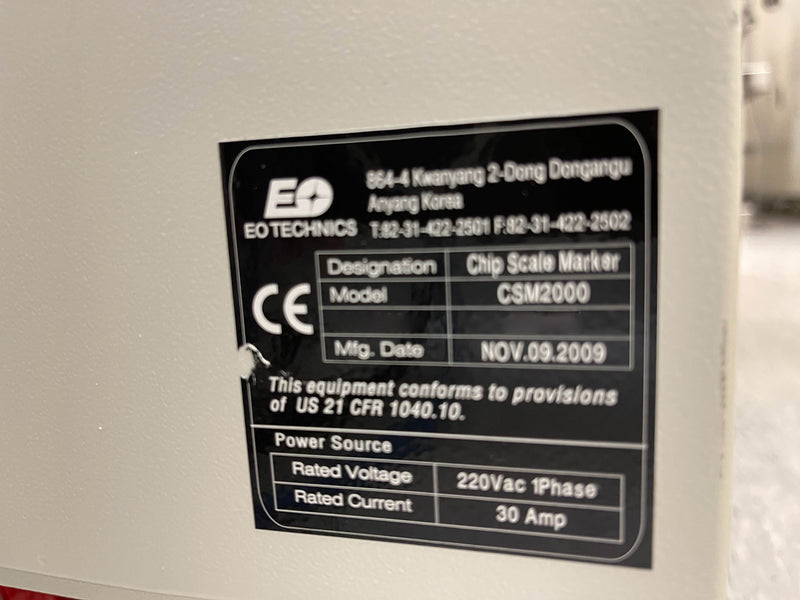 EO
EO TECHNICS
864-4 Kwanyang 2-Dong Dongangu
Anyang Korea
T:82-31-422-2501 F:82-31-422-2502
CE
Designation Chip Scale Marker
Model CSM2000
Mfg. Date NOV.09.2009
This equipment conforms to provisions
of US 21 CFR 1040.10.
Power Source
Rated Voltage 220Vac 1Phase
Rated Current 30 Amp